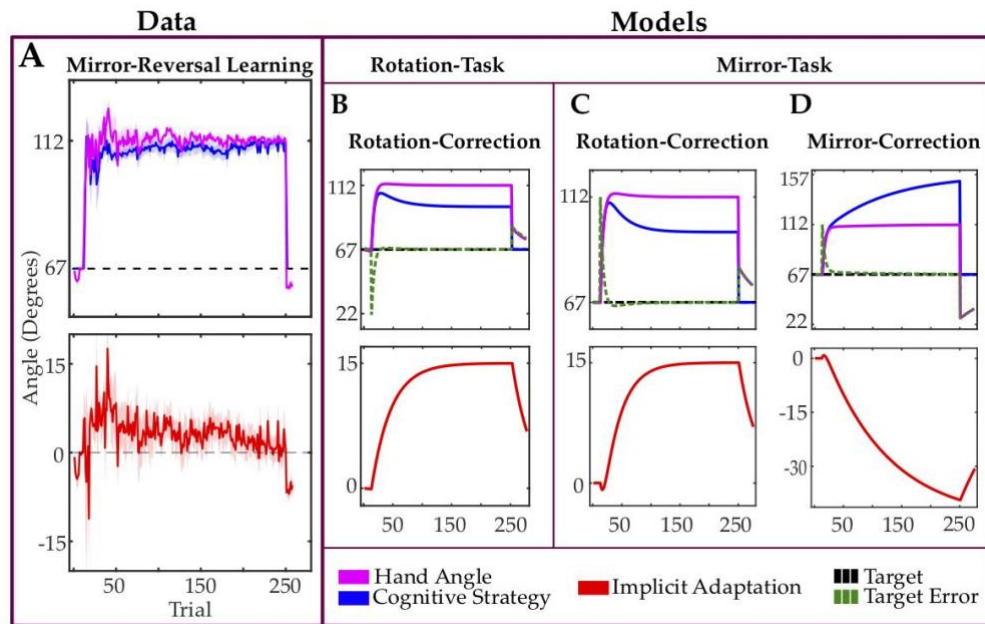 Data
Models
A
Mirror-Reversal Learning
Rotation-Task
Mirror-Task
B
C
D
Rotation-Correction
Rotation-Correction
Mirror-Correction
Angle (Degrees)
112
67
15
0
-15
50
150
250
Trial
112
67
22
15
0
50
150
250
112
67
15
0
50
150
250
157
112
67
22
0
-15
-30
50
150
250
Hand Angle
Cognitive Strategy
Implicit Adaptation
Target
Target Error